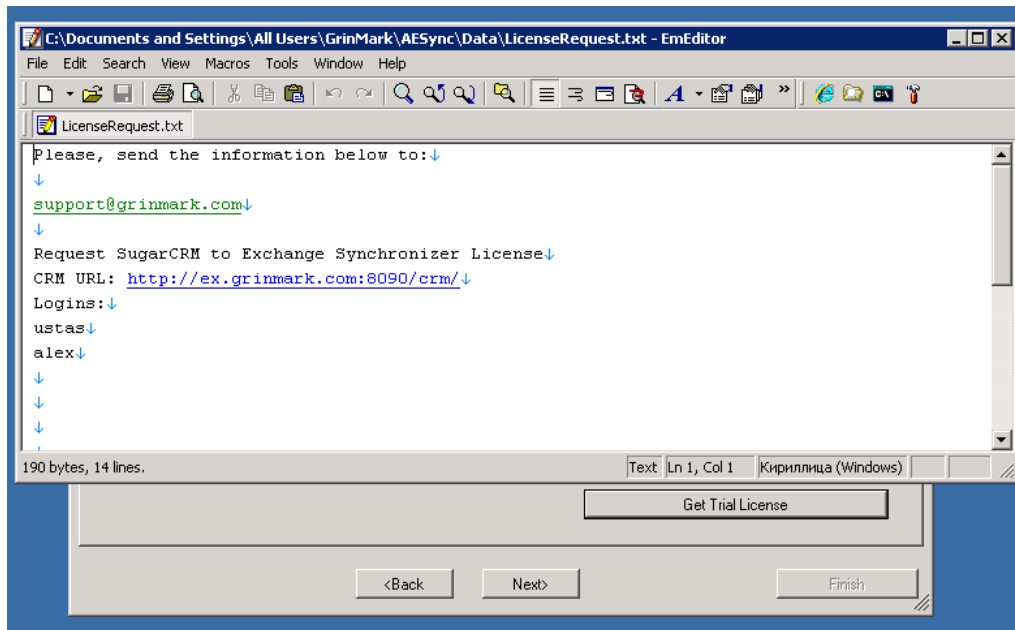 C:\Documents and Settings\All Users\GrinMark\AESync\Data\LicenseRequest.txt - EmEditor
File Edit Search View Macros Tools Window Help
LicenseRequest.txt
Please, send the information below to:↓
↓
support@grinmark.com↓
↓
Request SugarCRM to Exchange Synchronizer License↓
CRM URL: http://ex.grinmark.com:8090/crm/↓
Logins:↓
ustas↓
alex↓
↓
↓
↓
190 bytes, 14 lines.
Text Ln 1, Col 1 Кириллица (Windows)
Get Trial License
<Back Next> Finish